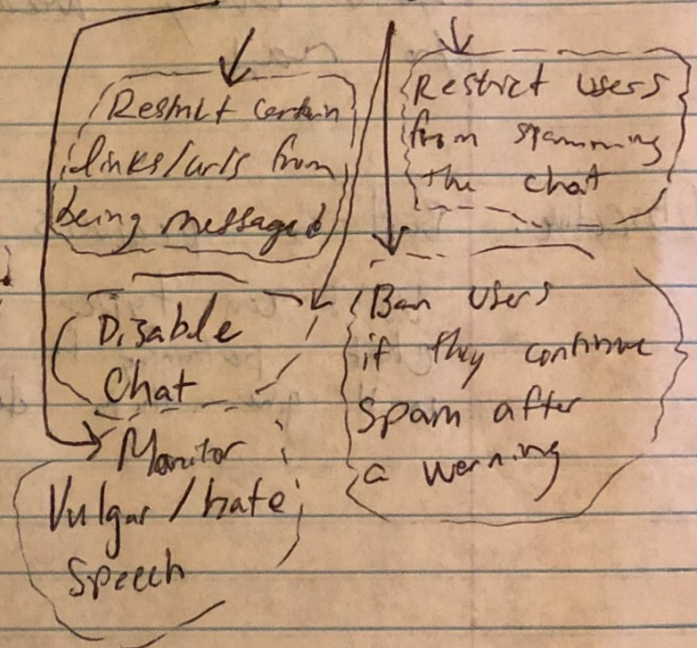 Restrict certain
links/urls from
being messaged
Restrict users
from spamming
the chat
Disable
Chat
Ban users
if they continue
spam after
a warning
Monitor
Vulgar/hate
Speech